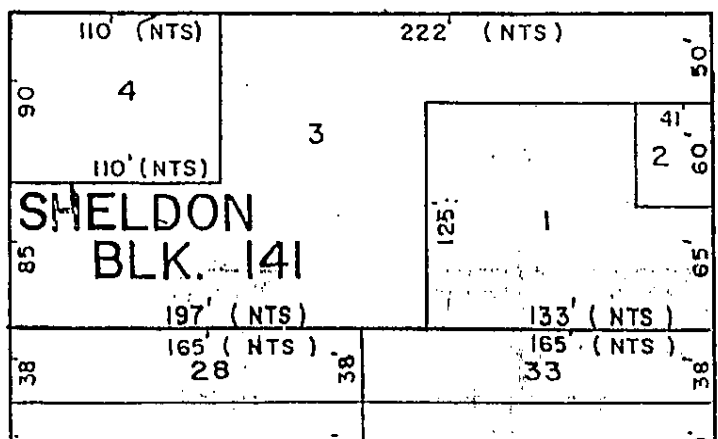 110' (NTS)
222' (NTS)
50'
90'
4
3
41'
2
60'
110' (NTS)
SHELDON
BLK. 141
125'
1
85'
65'
197' (NTS)
133' (NTS)
165' (NTS)
165' (NTS)
38'
28
38'
33
38'